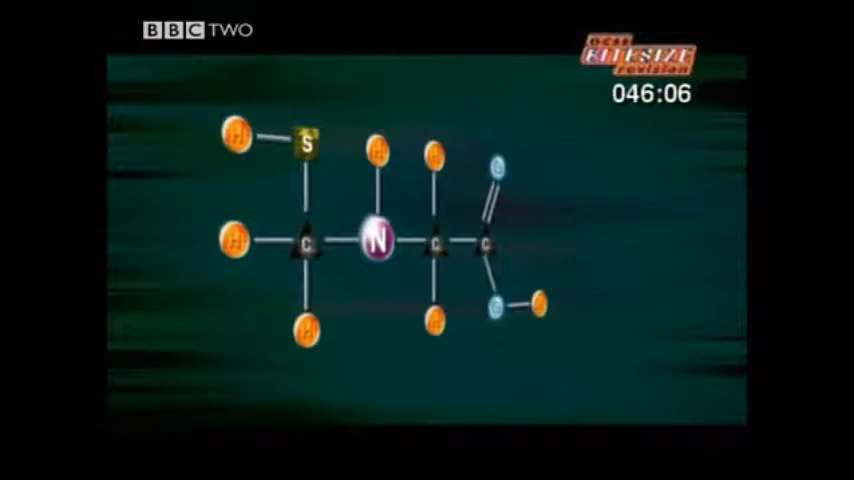 BBC TWO
GCSE
BITESIZE
revision
046:06
H S H H O
H C N C C
H H O H